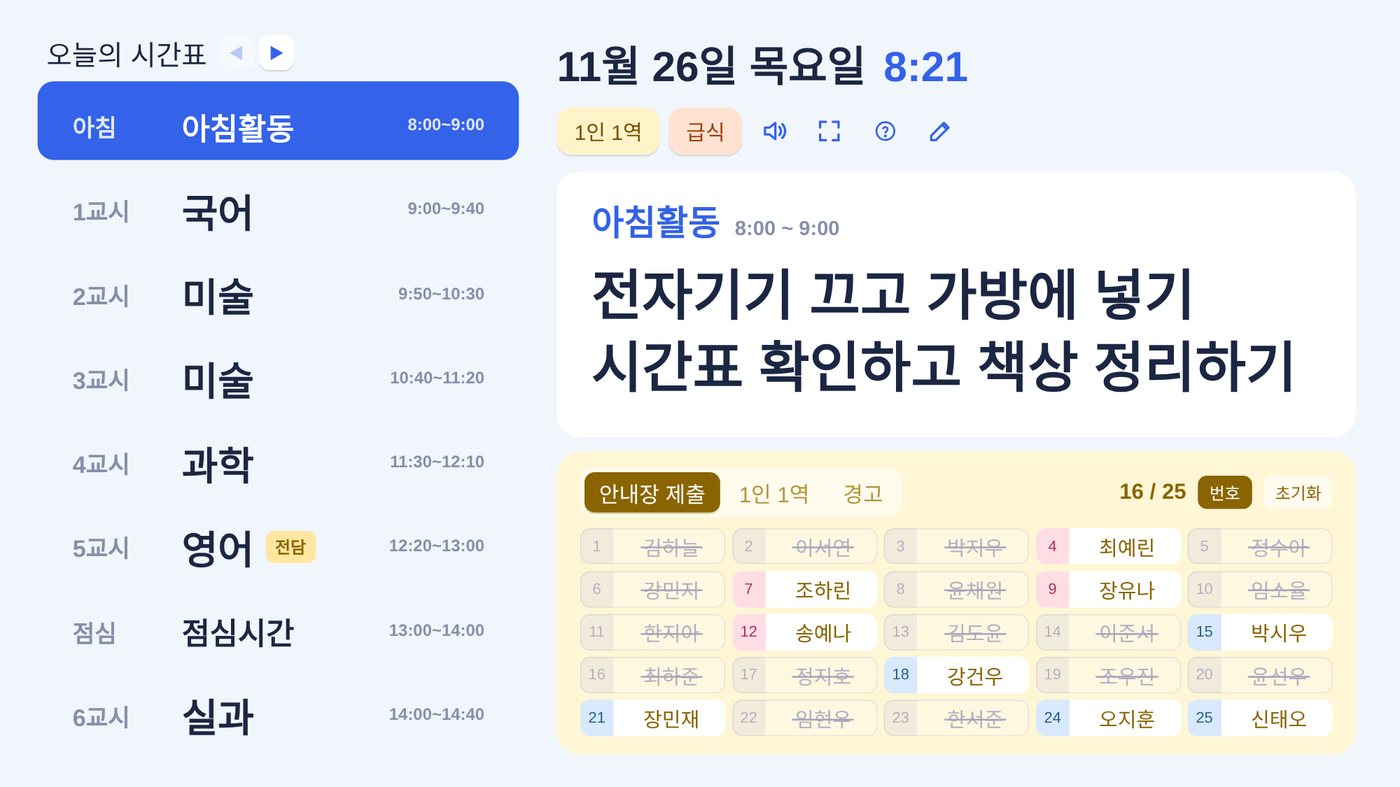 오늘의 시간표 ◀ ▶
아침 아침활동 8:00~9:00
1교시 국어 9:00~9:40
2교시 미술 9:50~10:30
3교시 미술 10:40~11:20
4교시 과학 11:30~12:10
5교시 영어 전담 12:20~13:00
점심 점심시간 13:00~14:00
6교시 실과 14:00~14:40
11월 26일 목요일 8:21
1인 1역 급식
아침활동 8:00 ~ 9:00
전자기기 끄고 가방에 넣기
시간표 확인하고 책상 정리하기
안내장 제출 1인 1역 경고 16 / 25 번호 초기화
1 김하늘 2 이서연 3 박지우 4 최예린 5 정수아
6 강민지 7 조하린 8 윤채원 9 장유나 10 임소율
11 한지아 12 송예나 13 김도윤 14 이준서 15 박시우
16 최하준 17 정지호 18 강건우 19 조우진 20 윤선우
21 장민재 22 임현우 23 한서준 24 오지훈 25 신태오